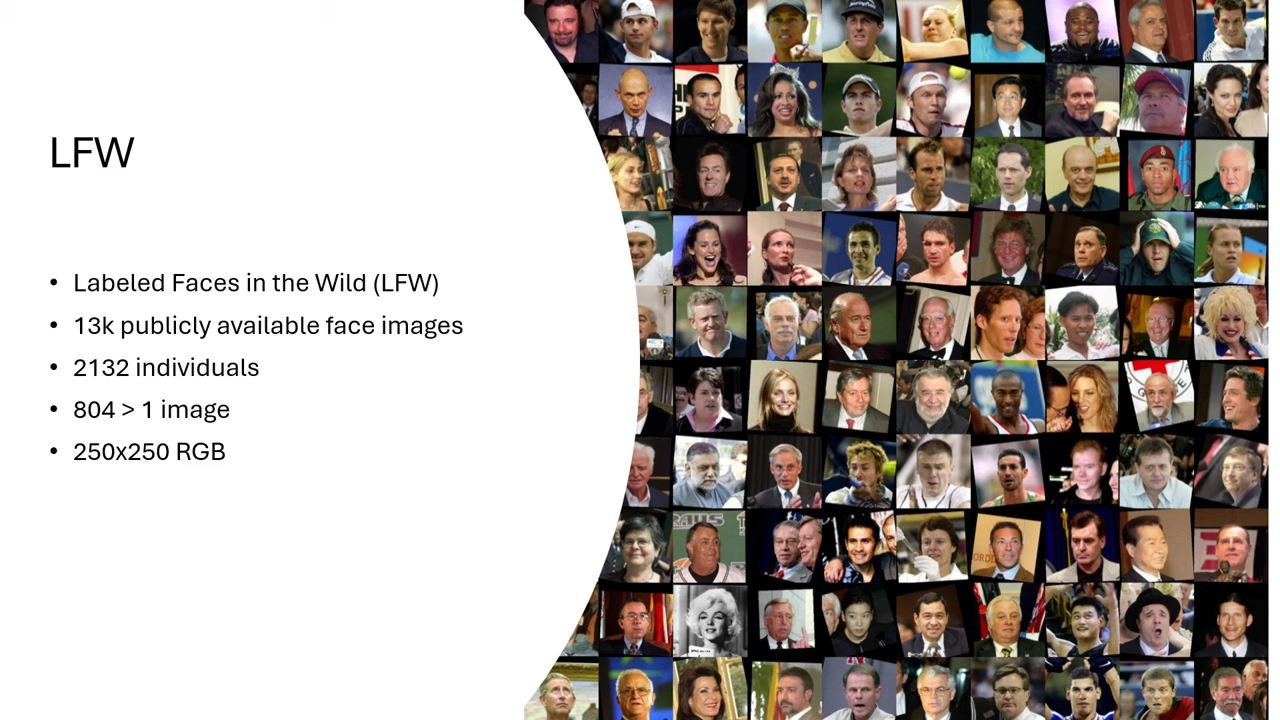 LFW
• Labeled Faces in the Wild (LFW)
• 13k publicly available face images
• 2132 individuals
• 804 > 1 image
• 250x250 RGB